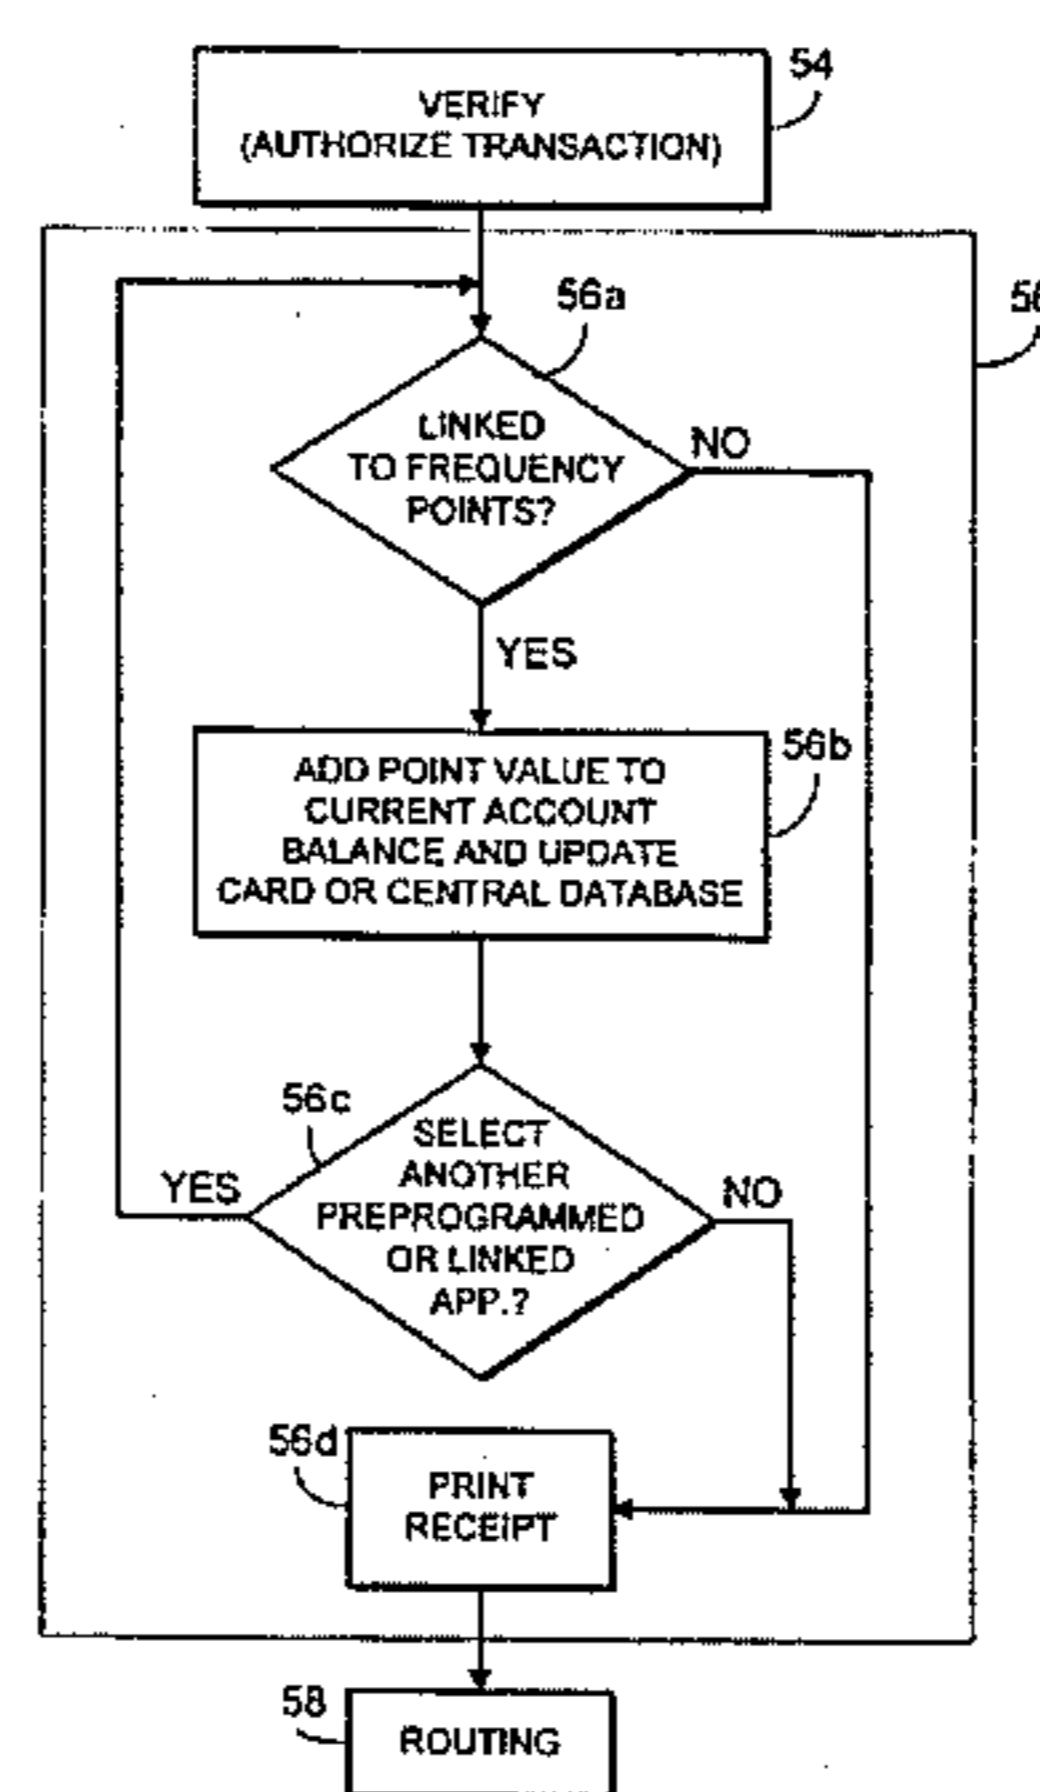 54
VERIFY
(AUTHORIZE TRANSACTION)
56a
LINKED
TO FREQUENCY
POINTS?
NO
YES
56b
ADD POINT VALUE TO
CURRENT ACCOUNT
BALANCE AND UPDATE
CARD OR CENTRAL DATABASE
56c
SELECT
ANOTHER
PREPROGRAMMED
OR LINKED
APP.?
YES
NO
56d
PRINT
RECEIPT
58
ROUTING